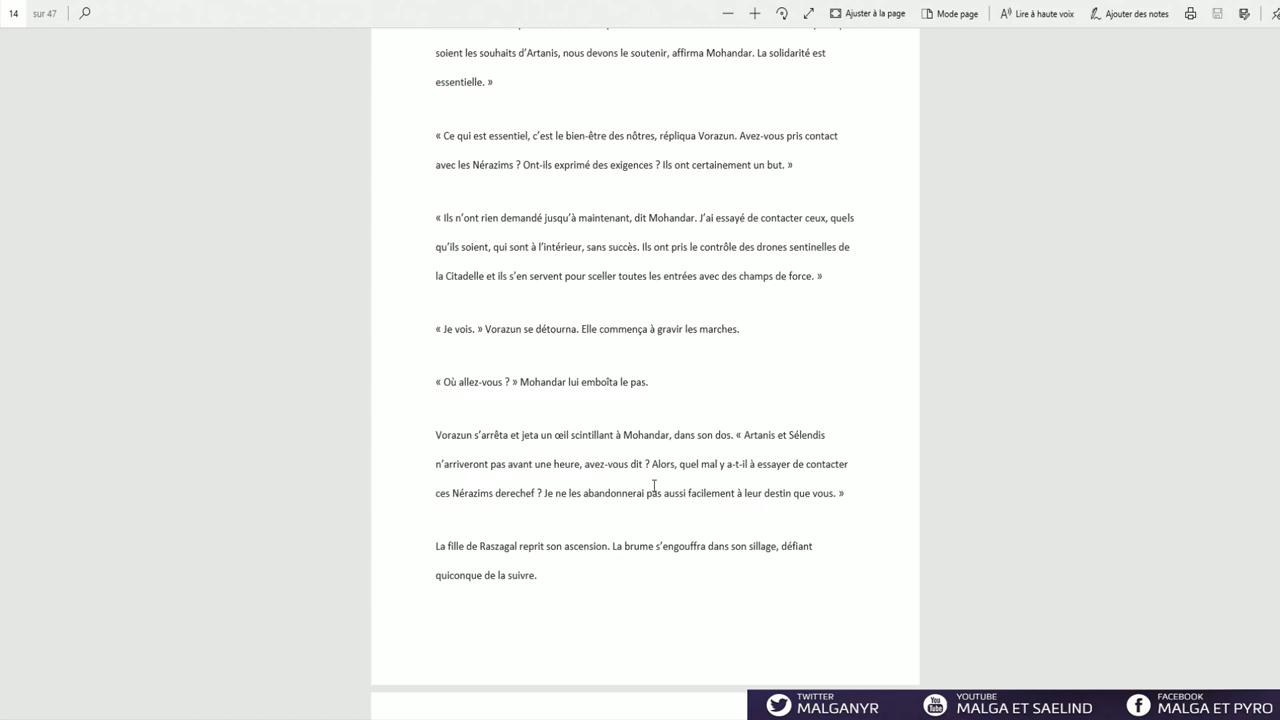 14 sur 47
Ajuster à la page
Mode page
Lire à haute voix
Ajouter des notes
soient les souhaits d’Artanis, nous devons le soutenir, affirma Mohandar. La solidarité est
essentielle. »
« Ce qui est essentiel, c’est le bien-être des nôtres, répliqua Vorazun. Avez-vous pris contact
avec les Nérazims ? Ont-ils exprimé des exigences ? Ils ont certainement un but. »
« Ils n’ont rien demandé jusqu’à maintenant, dit Mohandar. J’ai essayé de contacter ceux, quels
qu’ils soient, qui sont à l’intérieur, sans succès. Ils ont pris le contrôle des drones sentinelles de
la Citadelle et ils s’en servent pour sceller toutes les entrées avec des champs de force. »
« Je vois. » Vorazun se détourna. Elle commença à gravir les marches.
« Où allez-vous ? » Mohandar lui emboîta le pas.
Vorazun s’arrêta et jeta un œil scintillant à Mohandar, dans son dos. « Artanis et Sélendis
n’arriveront pas avant une heure, avez-vous dit ? Alors, quel mal y a-t-il à essayer de contacter
ces Nérazims derechef ? Je ne les abandonnerai pas aussi facilement à leur destin que vous. »
La fille de Raszagal reprit son ascension. La brume s’engouffra dans son sillage, défiant
quiconque de la suivre.
TWITTER
MALGANYR
YOUTUBE
MALGA ET SAELIND
FACEBOOK
MALGA ET PYRO